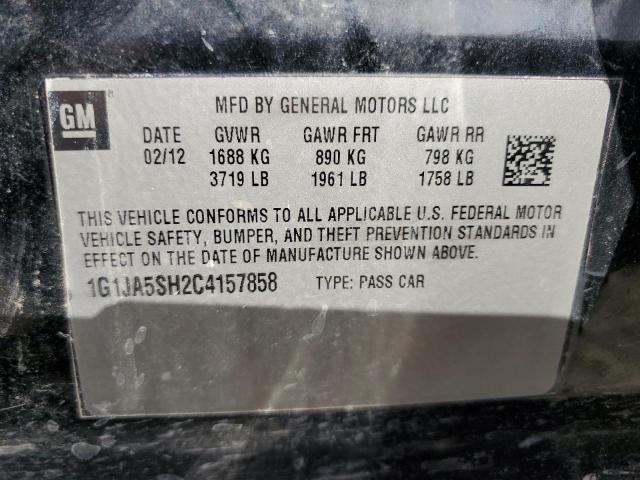 GM MFD BY GENERAL MOTORS LLC
DATE GVWR GAWR FRT GAWR RR
02/12 1688 KG 890 KG 798 KG
3719 LB 1961 LB 1758 LB
THIS VEHICLE CONFORMS TO ALL APPLICABLE U.S. FEDERAL MOTOR
VEHICLE SAFETY, BUMPER, AND THEFT PREVENTION STANDARDS IN
EFFECT ON THE DATE OF MANUFACTURE SHOWN ABOVE.
1G1JA5SH2C4157858 TYPE: PASS CAR